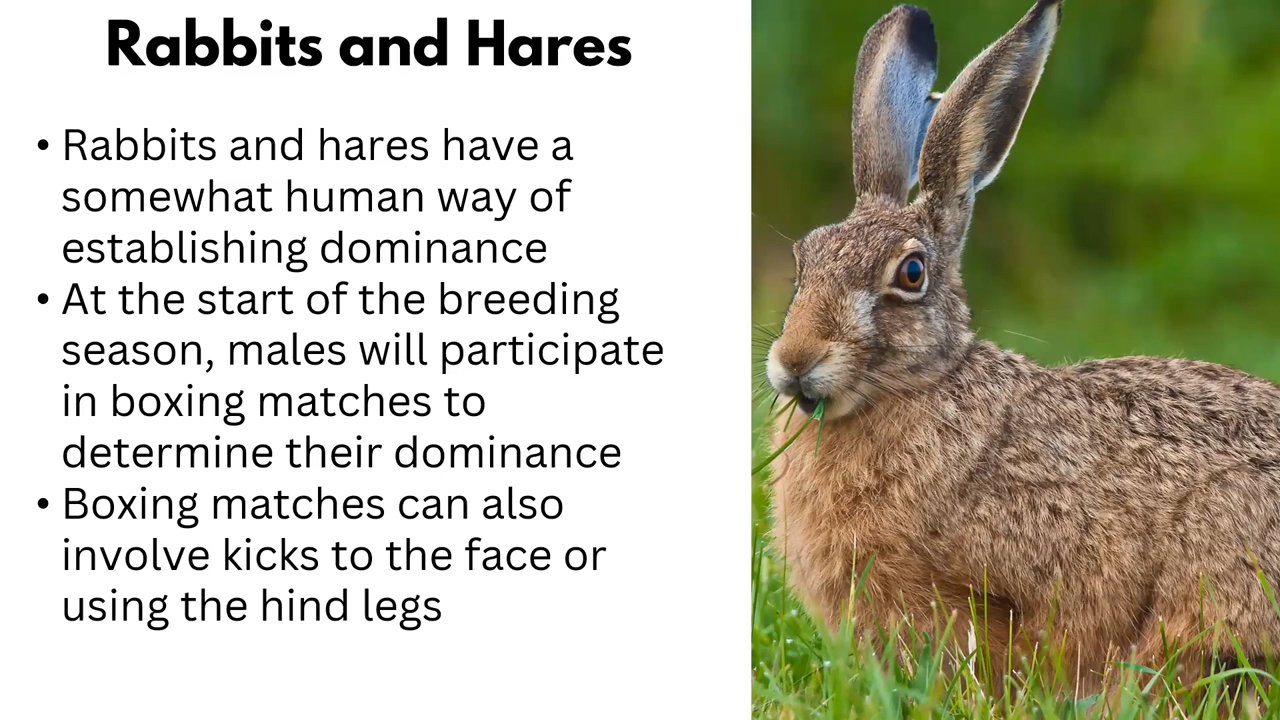 Rabbits and Hares
• Rabbits and hares have a
somewhat human way of
establishing dominance
• At the start of the breeding
season, males will participate
in boxing matches to
determine their dominance
• Boxing matches can also
involve kicks to the face or
using the hind legs